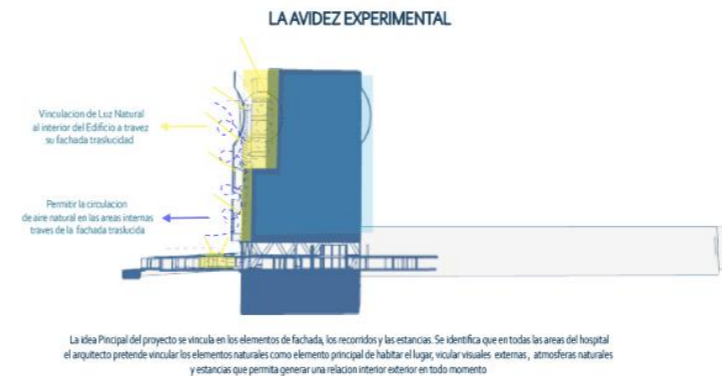 LA AVIDEZ EXPERIMENTAL
Vinculacion de Luz Natural
al interior del Edificio a travez
su fachada traslucidad
Permitir la circulacion
de aire natural en las areas internas
traves de la fachada traslucida
La idea Pincipal del proyecto se vincula en los elementos de fachada, los recorridos y las estancias. Se identifica que en todas las areas del hospital
el arquitecto pretende vincular los elementos naturales como elemento principal de habitar el lugar, vicular visuales externas, atmosferas naturales
y estancias que permita generar una relacion interior exterior en todo momento